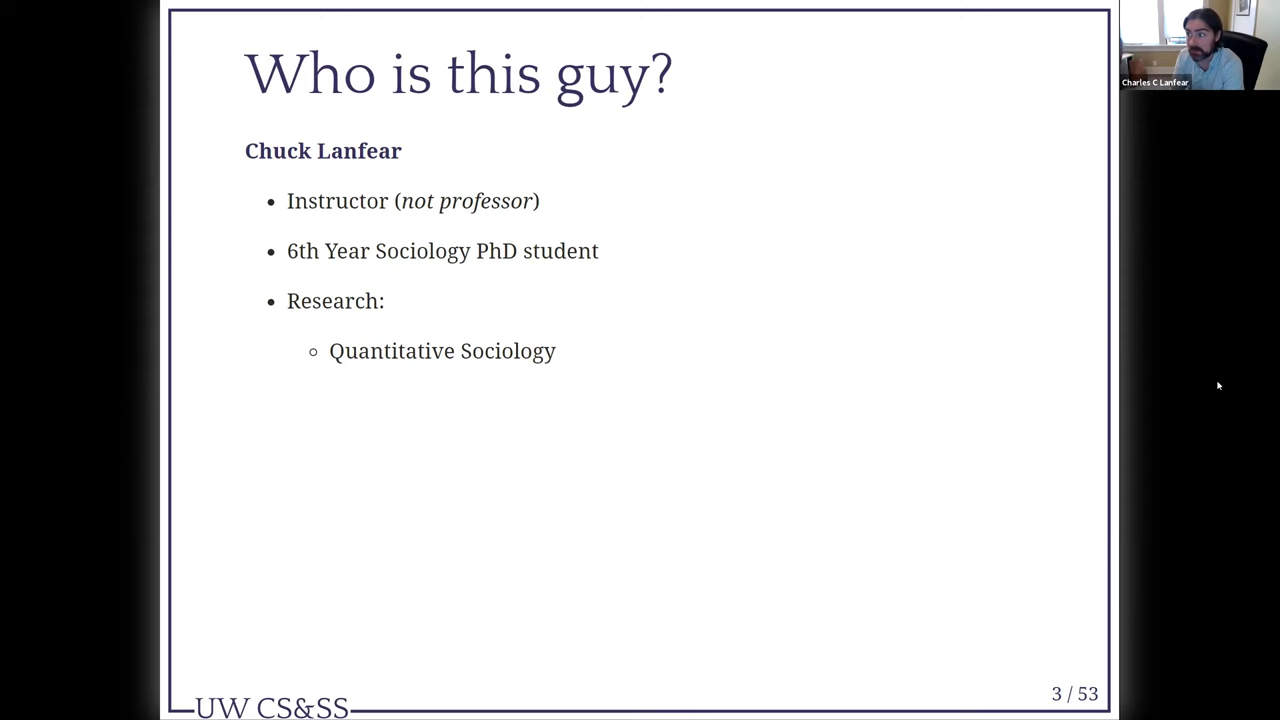 Who is this guy?
Charles C Lanfear
Chuck Lanfear
Instructor (not professor)
6th Year Sociology PhD student
Research:
Quantitative Sociology
3 / 53
UW CS&SS